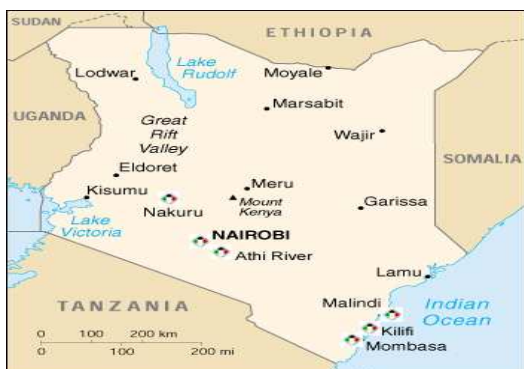 SUDAN
ETHIOPIA
Lake
Rudolf
Lodwar
Moyale
Marsabit
Great
Rift
Valley
UGANDA
Wajir
SOMALIA
Eldoret
Kisumu
Meru
Nakuru
Mount
Kenya
Garissa
Lake
Victoria
NAIROBI
Athi River
Lamu
TANZANIA
Malindi
Indian
Ocean
Kilifi
Mombasa
0 100 200 km
0 100 200 mi